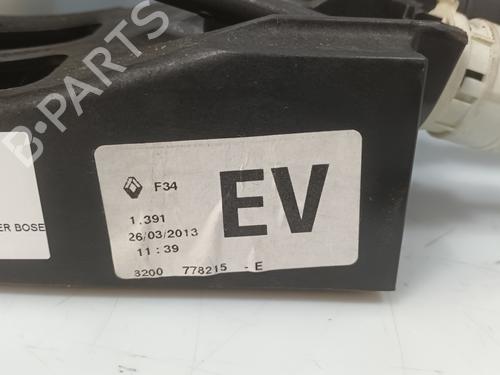 B-PARTS
F34
EV
1.391
26/03/2013
11:39
8200 778215 -E
ER BOSE